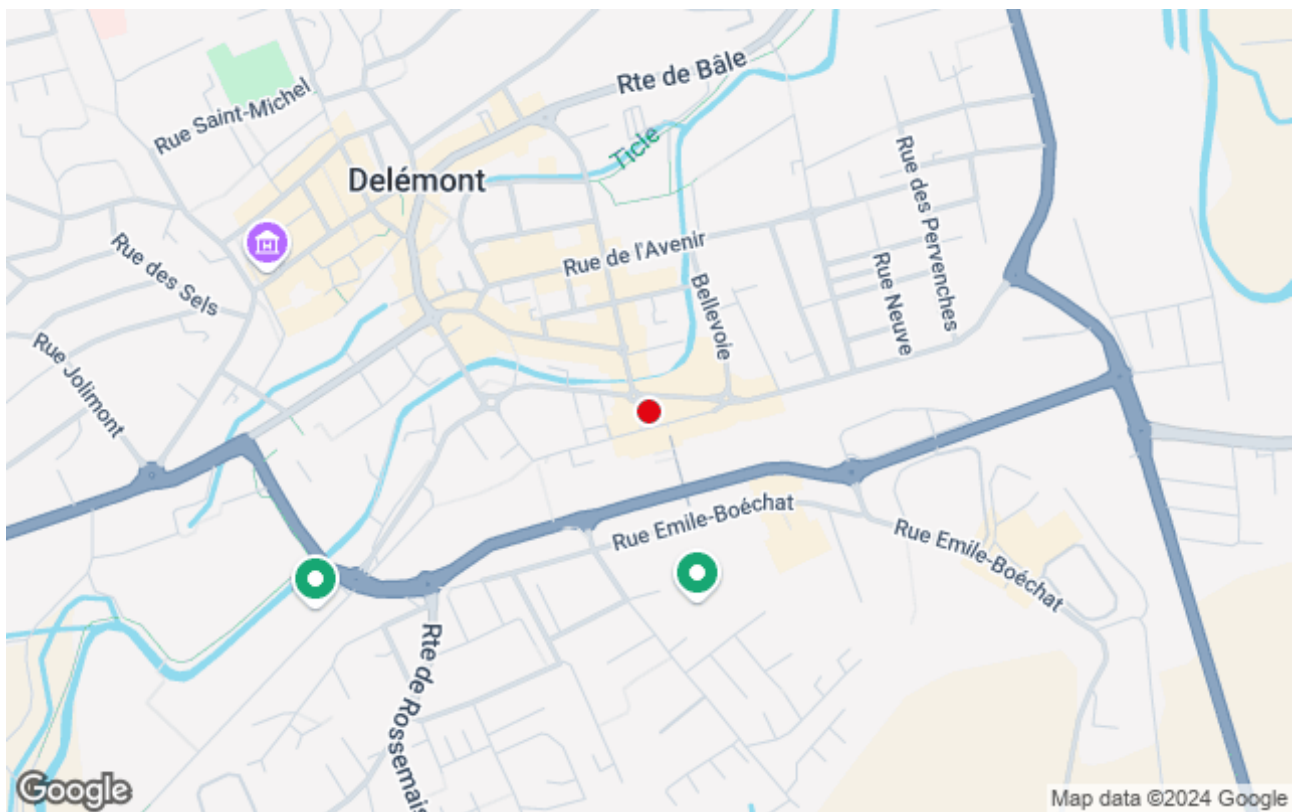 Rte de Bâle
Rue Saint-Michel
Ticle
Delémont
Rue des Pervenches
Rue des Sels
Rue de l'Avenir
Bellevoie
Rue Neuve
Rue Jolimont
Rue Emile-Boéchat
Rue Emile-Boéchat
Rte de Rossemais
Google
Map data ©2024 Google